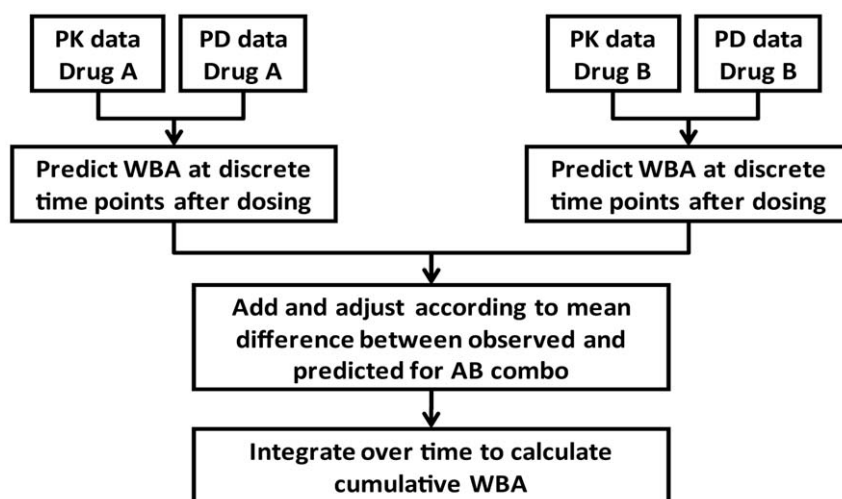 PK data
Drug A
PD data
Drug A
PK data
Drug B
PD data
Drug B
Predict WBA at discrete
time points after dosing
Predict WBA at discrete
time points after dosing
Add and adjust according to mean
difference between observed and
predicted for AB combo
Integrate over time to calculate
cumulative WBA